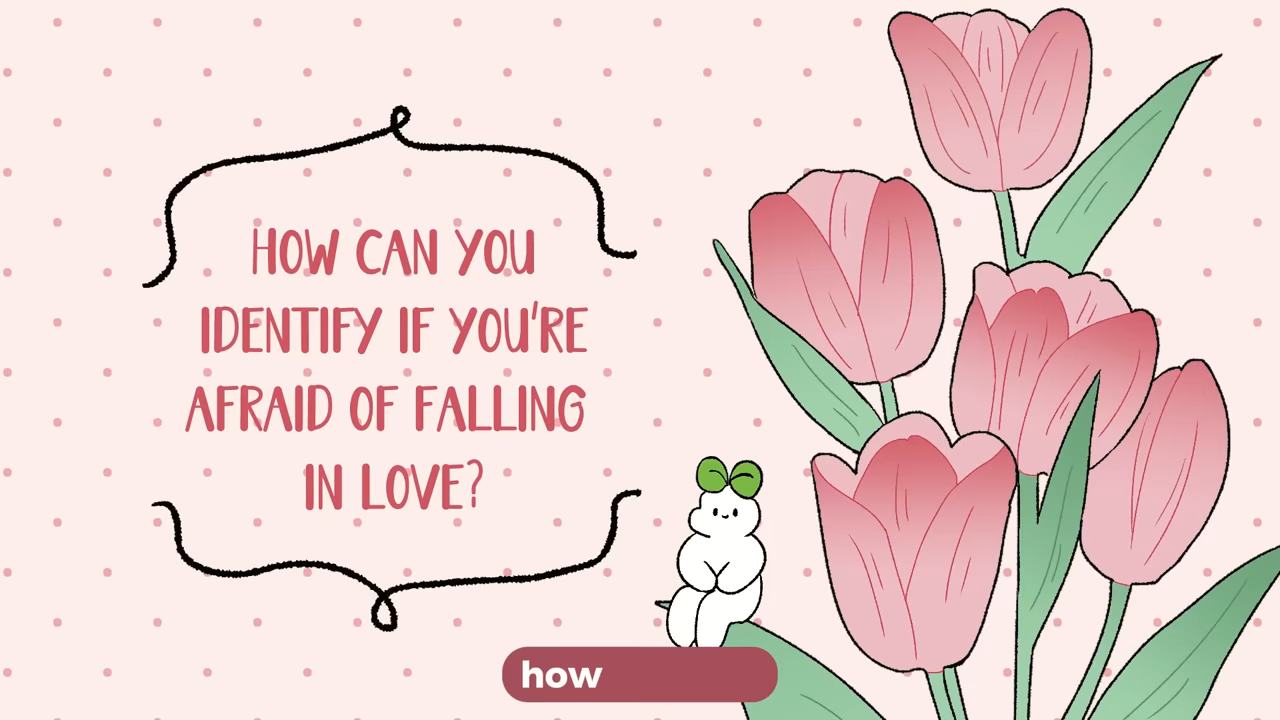 HOW CAN YOU
IDENTIFY IF YOU'RE
AFRAID OF FALLING
IN LOVE?
how